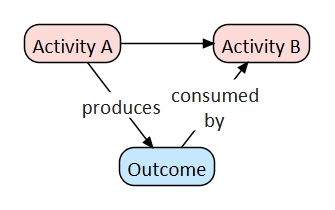 Activity A
Activity B
produces
consumed
by
Outcome